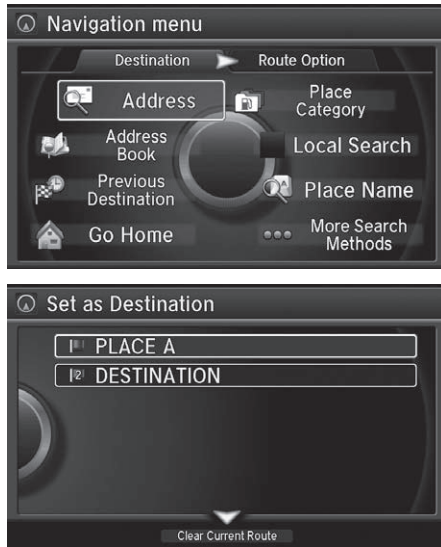 Navigation menu
Destination
Route Option
Address
Place
Category
Address
Book
Local Search
Previous
Destination
Place Name
Go Home
More Search
Methods
Set as Destination
PLACE A
2 DESTINATION
Clear Current Route